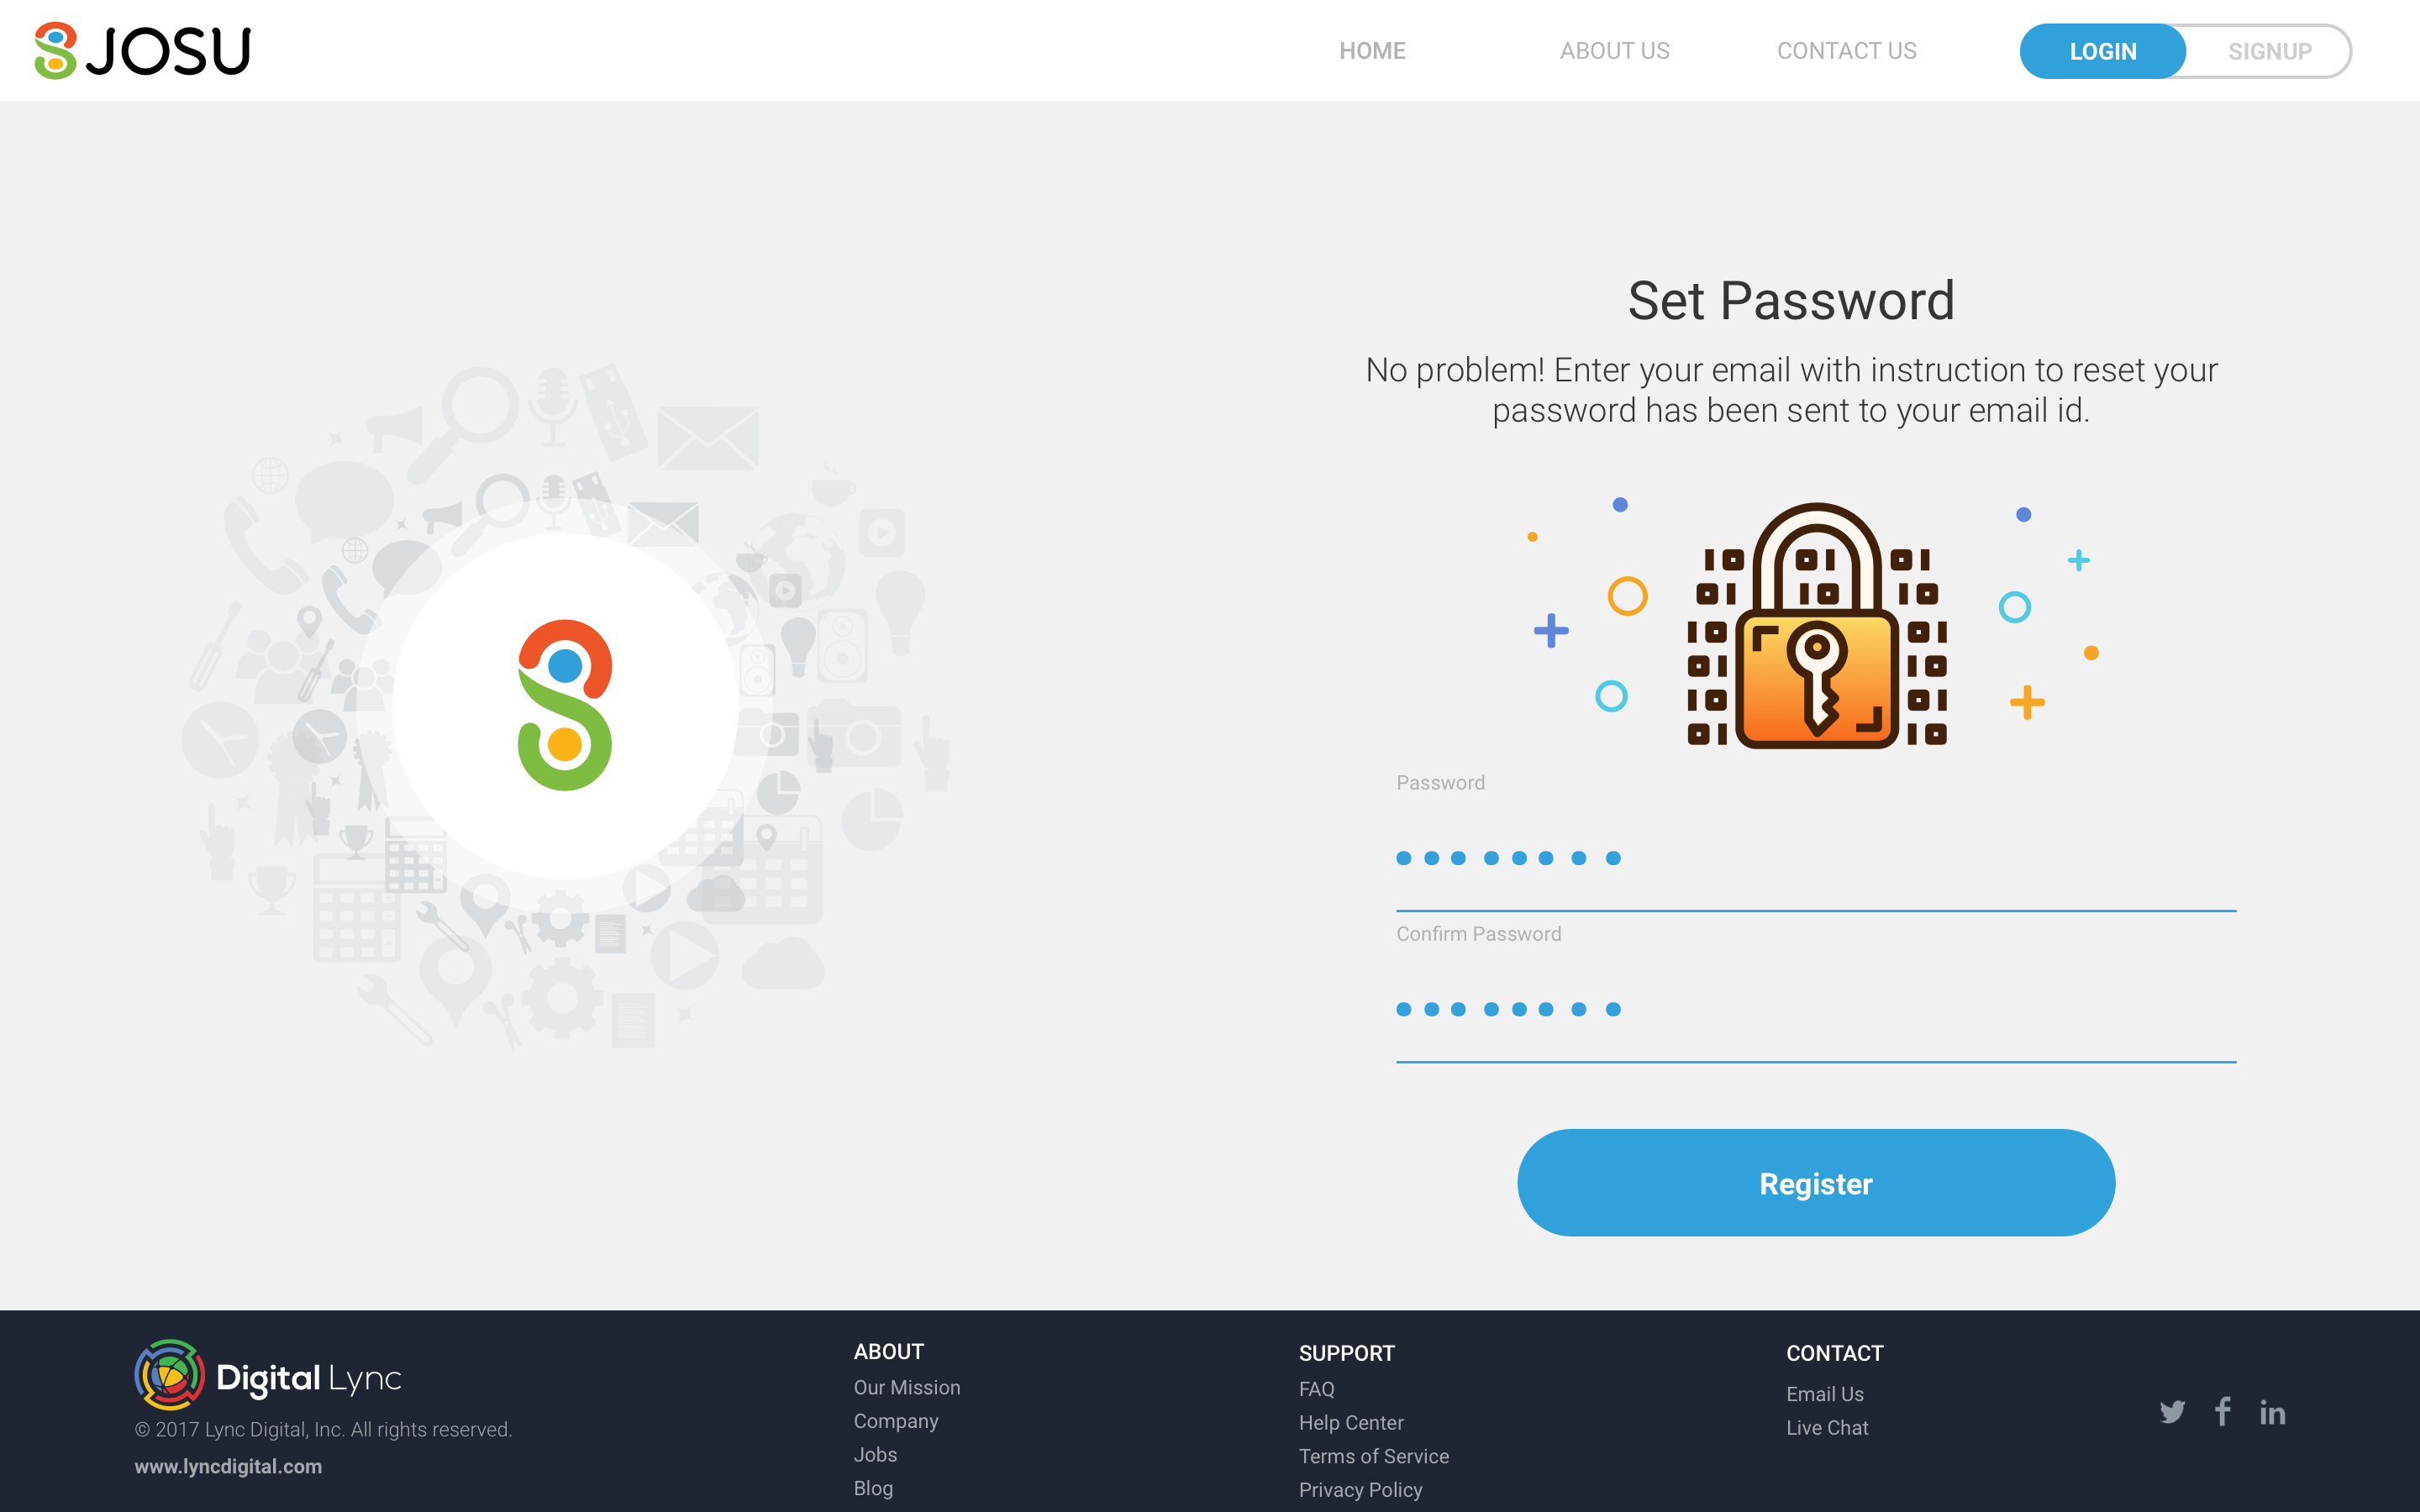 JOSU
HOME
ABOUT US
CONTACT US
LOGIN
SIGNUP
Set Password
No problem! Enter your email with instruction to reset your
password has been sent to your email id.
Password
Confirm Password
Register
Digital Lync
© 2017 Lync Digital, Inc. All rights reserved.
www.lyncdigital.com
ABOUT
Our Mission
Company
Jobs
Blog
SUPPORT
FAQ
Help Center
Terms of Service
Privacy Policy
CONTACT
Email Us
Live Chat